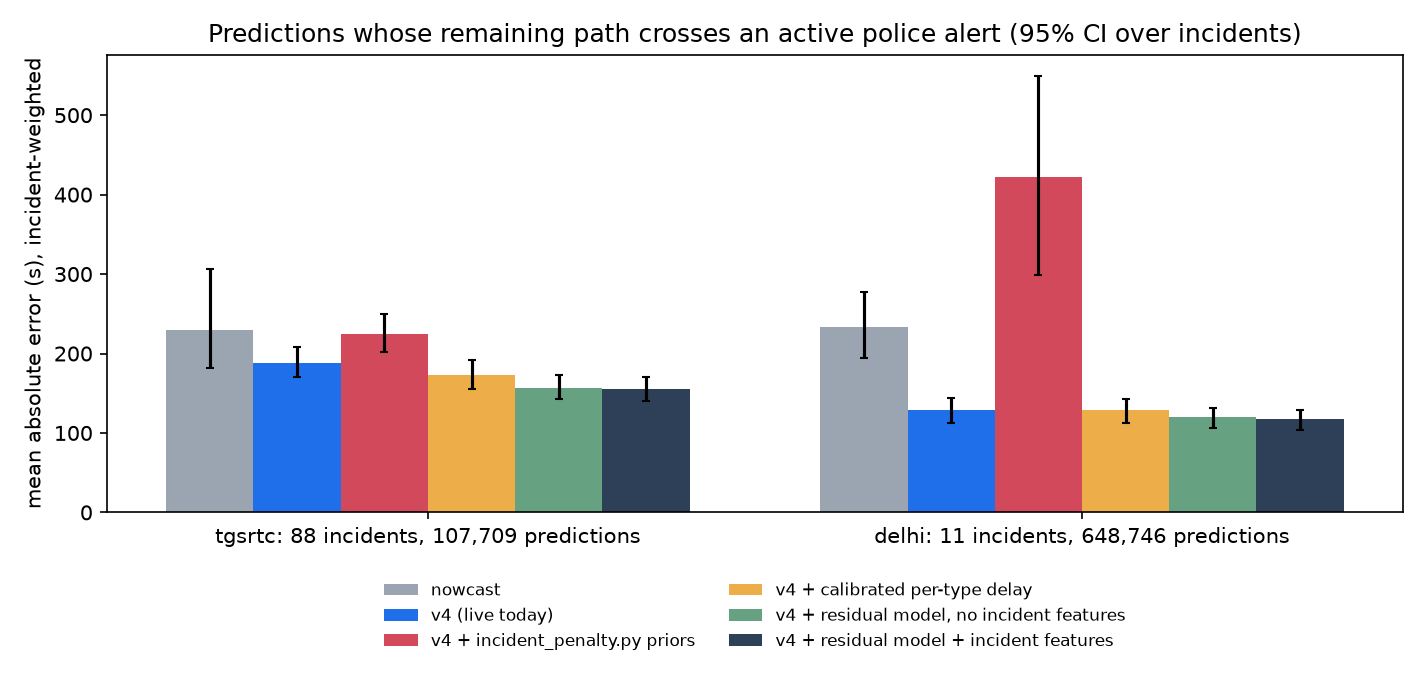 Predictions whose remaining path crosses an active police alert (95% CI over incidents)
mean absolute error (s), incident-weighted
500
400
300
200
100
0
tgsrtc: 88 incidents, 107,709 predictions
delhi: 11 incidents, 648,746 predictions
nowcast
v4 (live today)
v4 + incident_penalty.py priors
v4 + calibrated per-type delay
v4 + residual model, no incident features
v4 + residual model + incident features